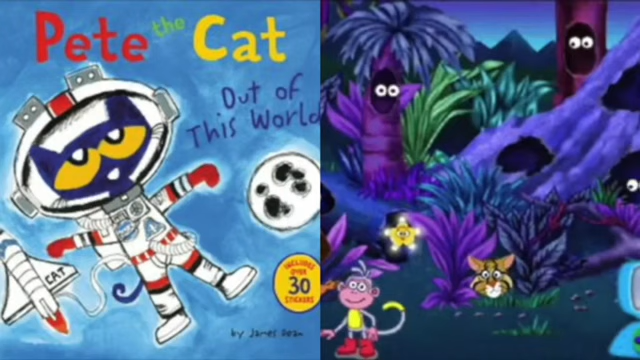 Pete the Cat
Out of
This World
CAT
INCLUDES
OVER
30
STICKERS
by James Dean